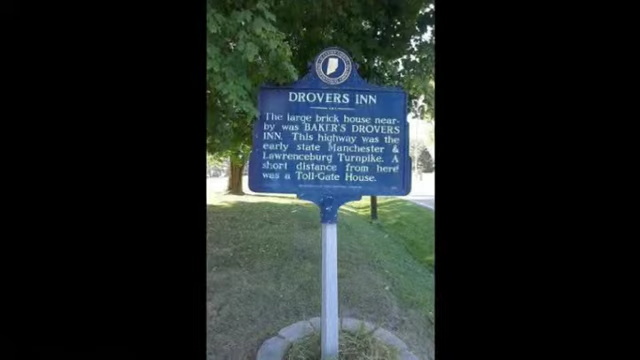 DROVERS INN
The large brick house near-
by was BAKER'S DROVERS
INN. This highway was the
early state Manchester &
Lawrenceburg Turnpike. A
short distance from here
was a Toll-Gate House.